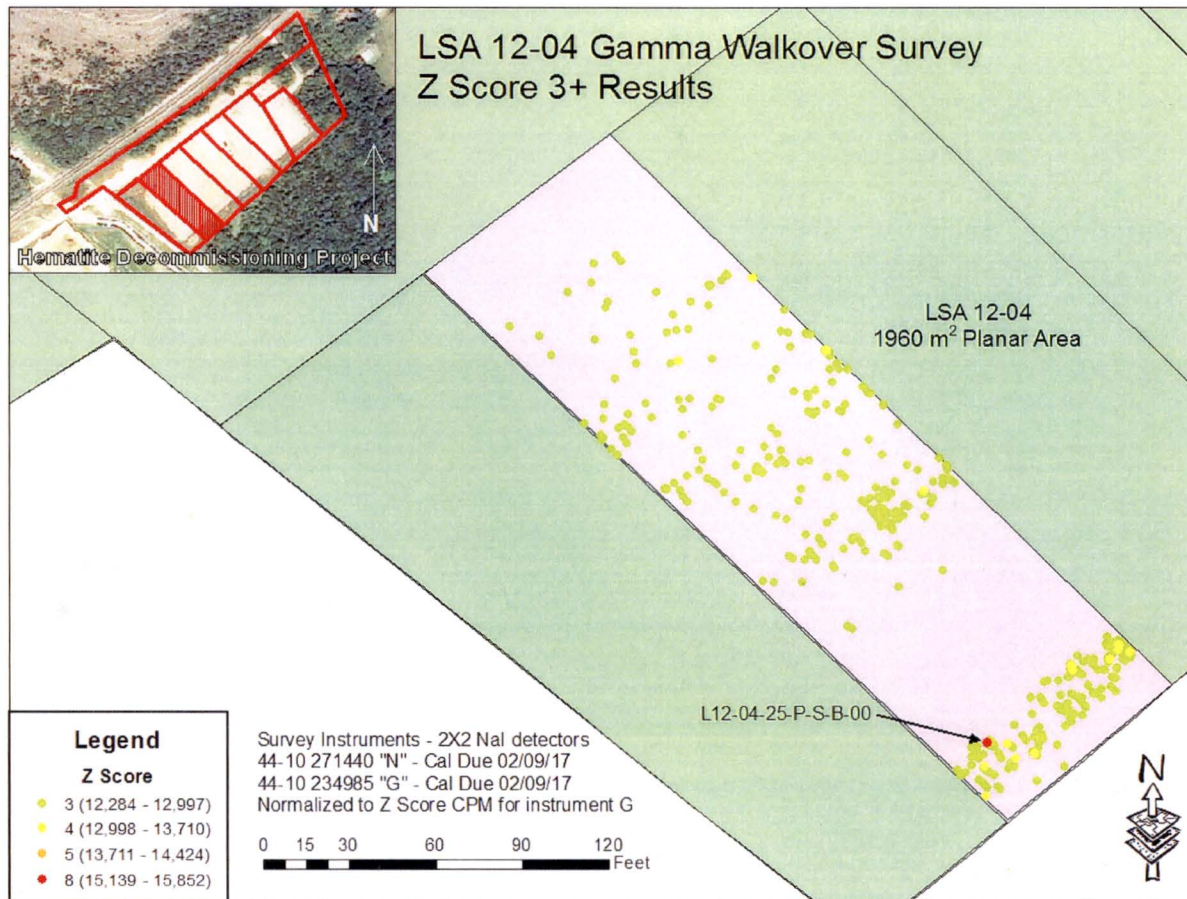 LSA 12-04 Gamma Walkover Survey
Z Score 3+ Results
N
Hematite Decommissioning Project
LSA 12-04
1960 m² Planar Area
L12-04-25-P-S-B-00
Legend
Z Score
3 (12,284 - 12,997)
4 (12,998 - 13,710)
5 (13,711 - 14,424)
8 (15,139 - 15,852)
Survey Instruments - 2X2 NaI detectors
44-10 271440 "N" - Cal Due 02/09/17
44-10 234985 "G" - Cal Due 02/09/17
Normalized to Z Score CPM for instrument G
0 15 30 60 90 120
Feet
N